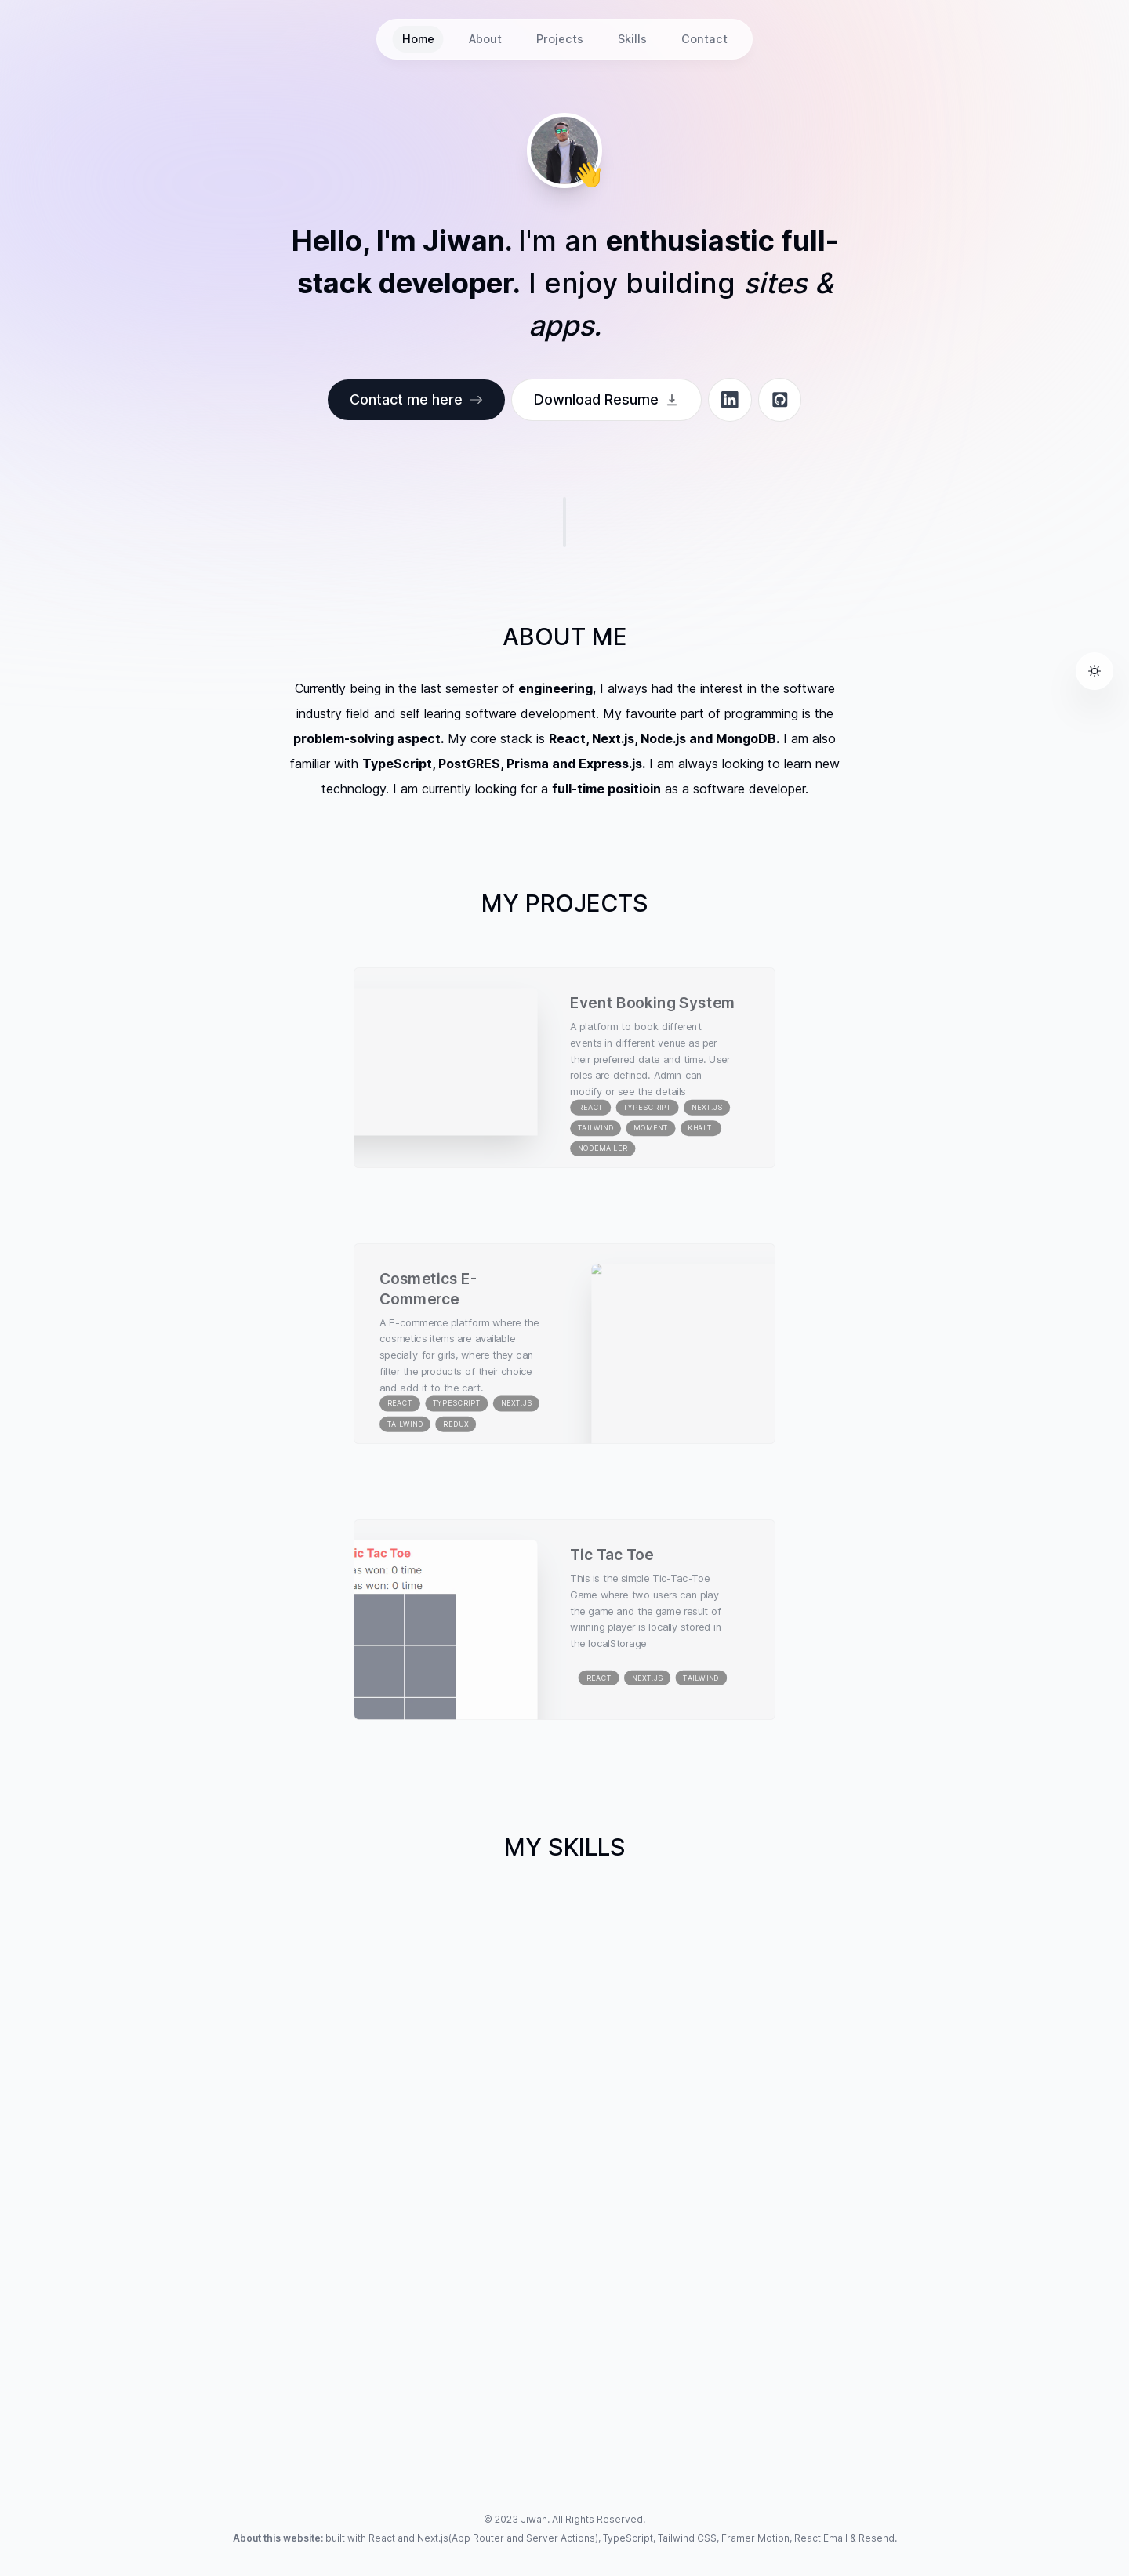 Home About Projects Skills Contact
Hello, I'm Jiwan. I'm an enthusiastic full-
stack developer. I enjoy building sites &
apps.
Contact me here Download Resume
ABOUT ME
Currently being in the last semester of engineering, I always had the interest in the software
industry field and self learing software development. My favourite part of programming is the
problem-solving aspect. My core stack is React, Next.js, Node.js and MongoDB. I am also
familiar with TypeScript, PostGRES, Prisma and Express.js. I am always looking to learn new
technology. I am currently looking for a full-time positioin as a software developer.
MY PROJECTS
Event Booking System
A platform to book different
events in different venue as per
their preferred date and time. User
roles are defined. Admin can
modify or see the details
REACT TYPESCRIPT NEXT.JS
TAILWIND MOMENT KHALTI
NODEMAILER
Cosmetics E-
Commerce
A E-commerce platform where the
cosmetics items are available
specially for girls, where they can
filter the products of their choice
and add it to the cart.
REACT TYPESCRIPT NEXT.JS
TAILWIND REDUX
ic Tac Toe
as won: 0 time
as won: 0 time
Tic Tac Toe
This is the simple Tic-Tac-Toe
Game where two users can play
the game and the game result of
winning player is locally stored in
the localStorage
REACT NEXT.JS TAILWIND
MY SKILLS
© 2023 Jiwan. All Rights Reserved.
About this website: built with React and Next.js(App Router and Server Actions), TypeScript, Tailwind CSS, Framer Motion, React Email & Resend.